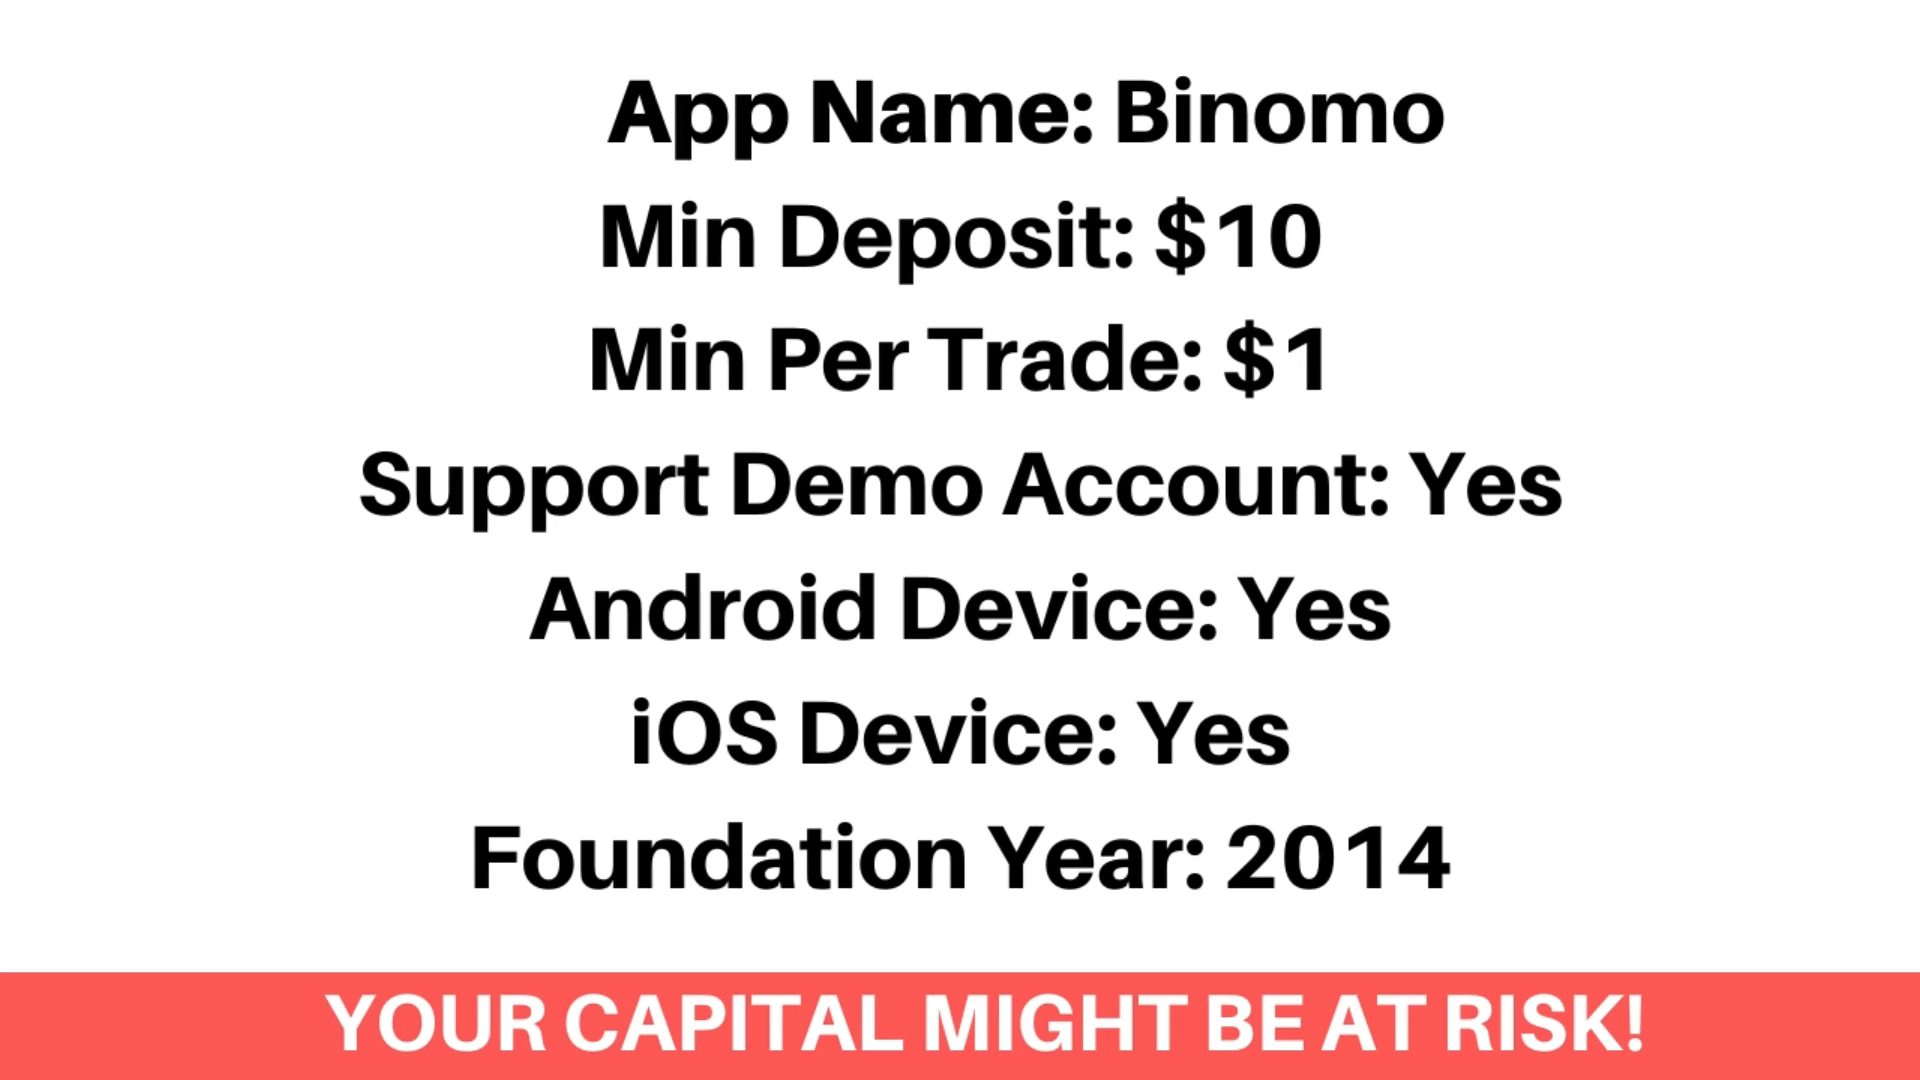 App Name: Binomo
Min Deposit: $10
Min Per Trade: $1
Support Demo Account: Yes
Android Device: Yes
iOS Device: Yes
Foundation Year: 2014
YOUR CAPITAL MIGHT BE AT RISK!